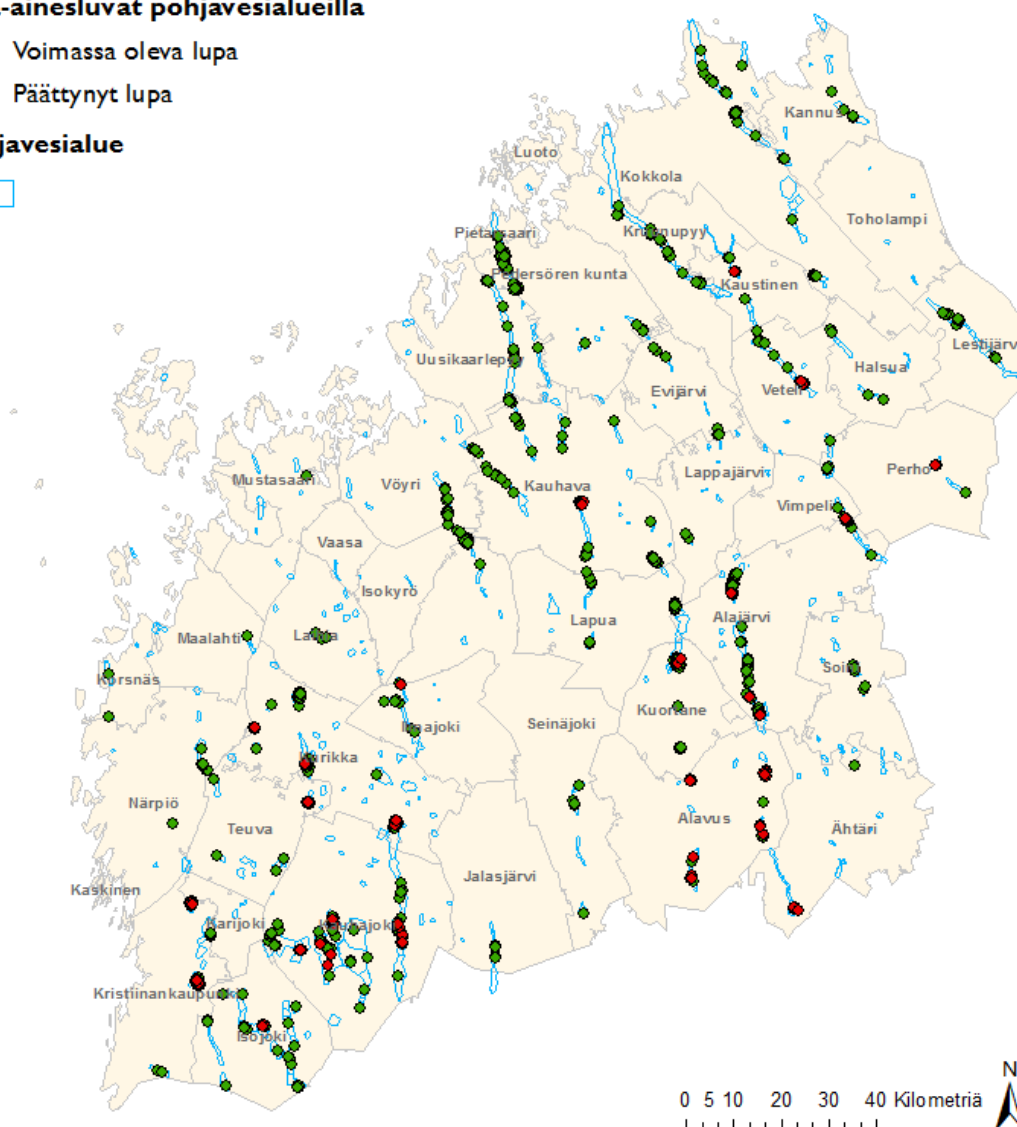 -ainesluvat pohjavesialueilla
Voimassa oleva lupa
Päättynyt lupa
javesialue
Kannus
Luoto
Kokkola
Toholampi
Pietarsaari
Kruunupyy
Pedersören kunta
Kaustinen
Lestijärv
Uusikaarlepyy
Halsua
Evijärvi
Veteli
Lappajärvi
Perho
Mustasaari
Vöyri
Kauhava
Vimpeli
Vaasa
Isokyrö
Lapua
Alajärvi
Maalahti
Laihia
Soini
Korsnäs
Kuortane
Seinäjoki
Ilmajoki
Kurikka
Närpiö
Teuva
Alavus
Ähtäri
Kaskinen
Jalasjärvi
Karijoki
Kauhajoki
Kristiinankaupunki
Isojoki
N
0 5 10 20 30 40 Kilometriä